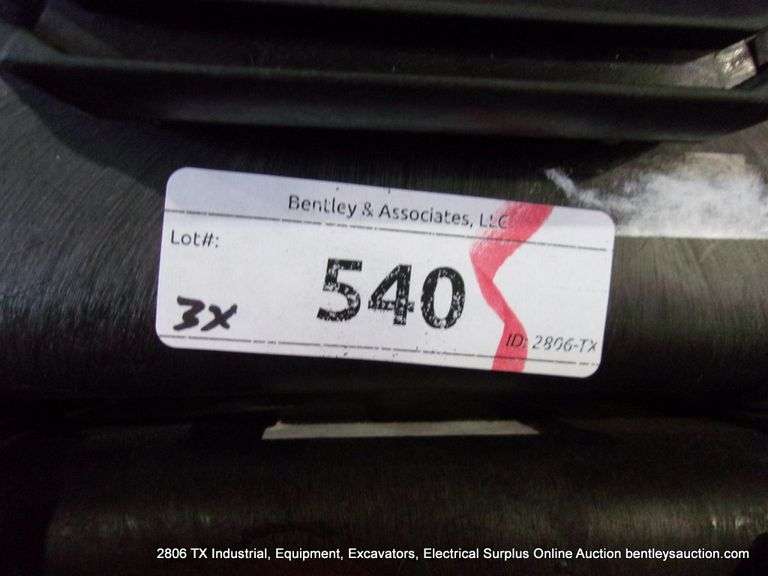 Bentley & Associates, LLC
Lot#:
540
3X
ID: 2806-TX
2806 TX Industrial, Equipment, Excavators, Electrical Surplus Online Auction bentleysauction.com